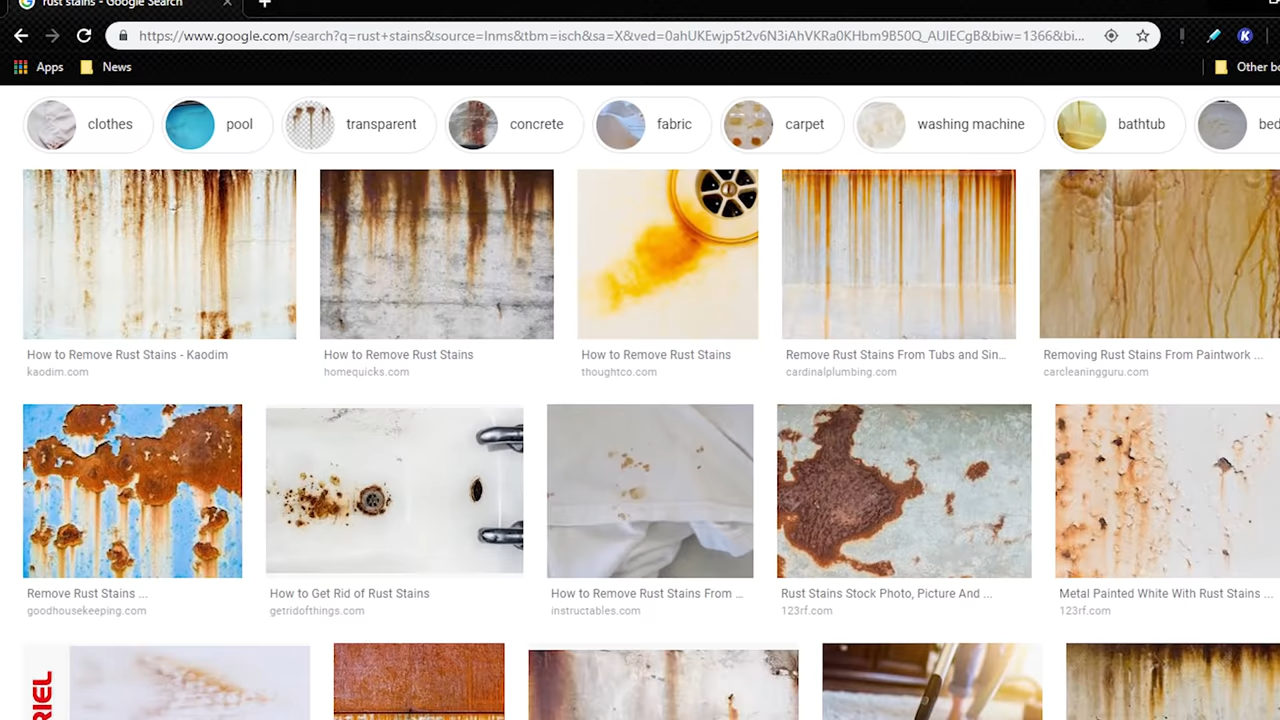 rust stains - Google Search
https://www.google.com/search?q=rust+stains&source=lnms&tbm=isch&sa=X&ved=0ahUKEwjp5t2v6N3iAhVKRa0KHbm9B50Q_AUIECgB&biw=1366&bi...
Apps News Other bo
clothes pool transparent concrete fabric carpet washing machine bathtub bed
How to Remove Rust Stains - Kaodim
kaodim.com
How to Remove Rust Stains
homequicks.com
How to Remove Rust Stains
thoughtco.com
Remove Rust Stains From Tubs and Sin...
cardinalplumbing.com
Removing Rust Stains From Paintwork ...
carcleaningguru.com
Remove Rust Stains ...
goodhousekeeping.com
How to Get Rid of Rust Stains
getridofthings.com
How to Remove Rust Stains From ...
instructables.com
Rust Stains Stock Photo, Picture And ...
123rf.com
Metal Painted White With Rust Stains ...
123rf.com
RIEL